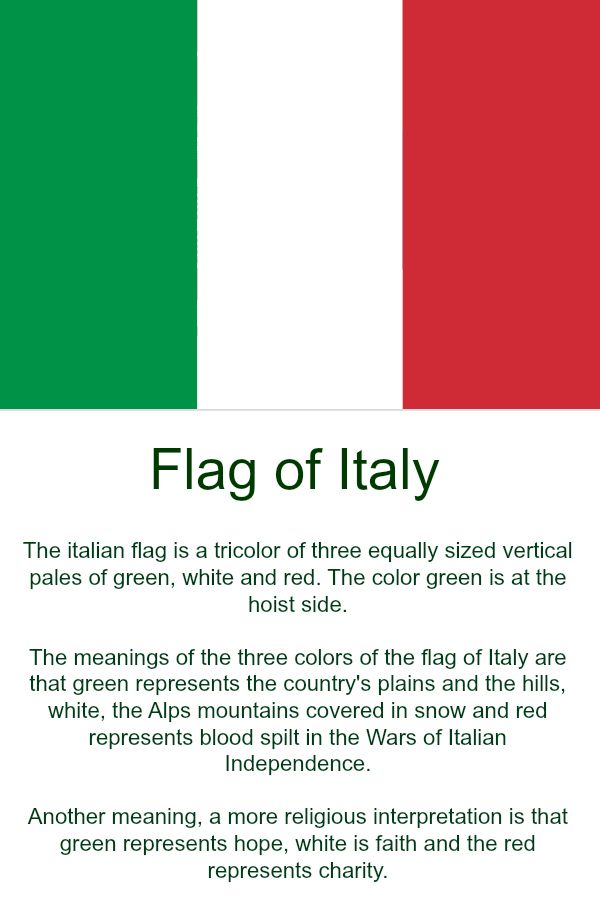 Flag of Italy
The italian flag is a tricolor of three equally sized vertical
pales of green, white and red. The color green is at the
hoist side.
The meanings of the three colors of the flag of Italy are
that green represents the country's plains and the hills,
white, the Alps mountains covered in snow and red
represents blood spilt in the Wars of Italian
Independence.
Another meaning, a more religious interpretation is that
green represents hope, white is faith and the red
represents charity.